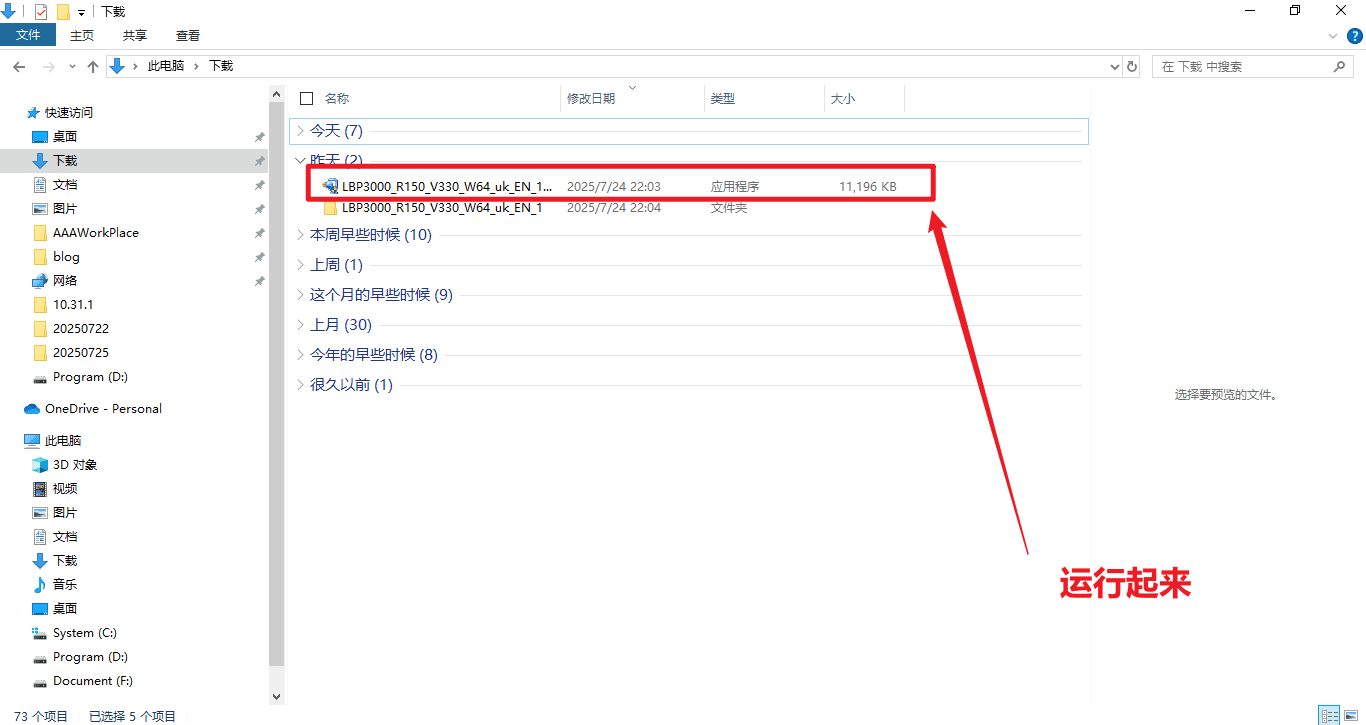 下载
文件 主页 共享 查看
此电脑 下载
在 下载 中搜索
快速访问
桌面
下载
文档
图片
AAAWorkPlace
blog
网络
10.31.1
20250722
20250725
Program (D:)
OneDrive - Personal
此电脑
3D 对象
视频
图片
文档
下载
音乐
桌面
System (C:)
Program (D:)
Document (F:)
名称 修改日期 类型 大小
今天 (7)
昨天 (2)
LBP3000_R150_V330_W64_uk_EN_1... 2025/7/24 22:03 应用程序 11,196 KB
LBP3000_R150_V330_W64_uk_EN_1 2025/7/24 22:04 文件夹
本周早些时候 (10)
上周 (1)
这个月的早些时候 (9)
上月 (30)
今年的早些时候 (8)
很久以前 (1)
选择要预览的文件。
运行起来
73 个项目 已选择 5 个项目